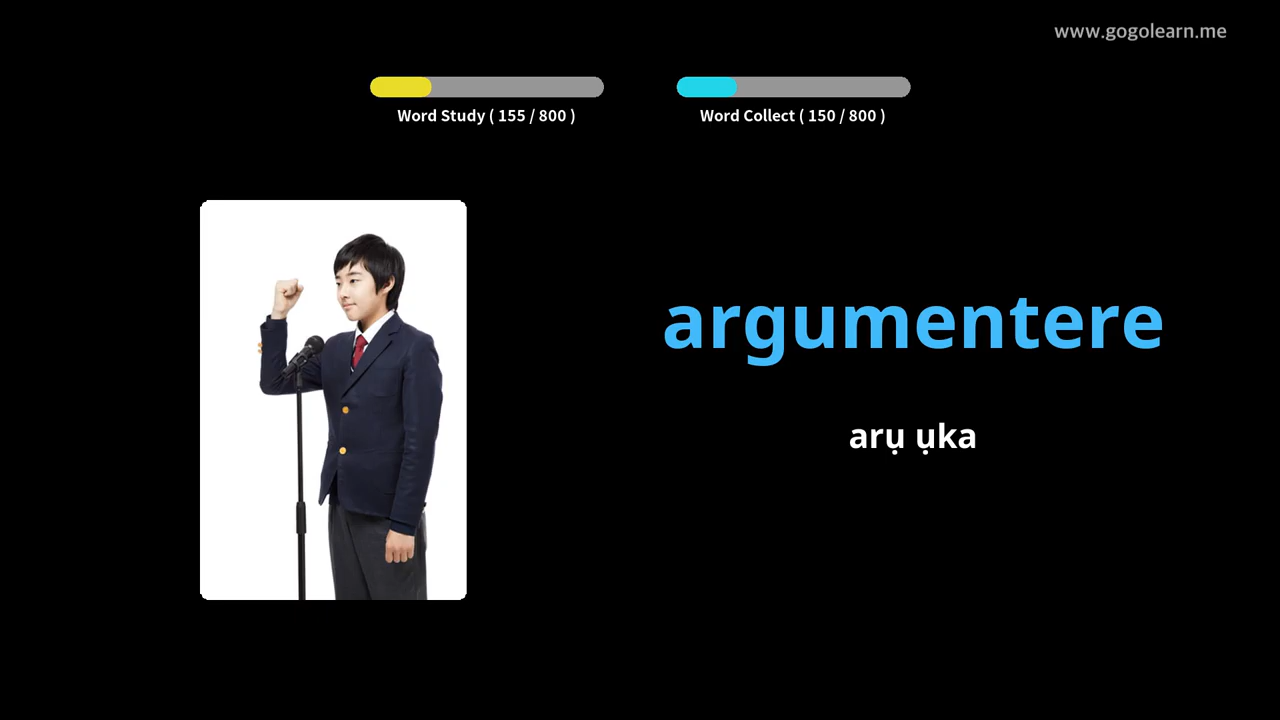 www.gogolearn.me
Word Study ( 155 / 800 )
Word Collect ( 150 / 800 )
argumentere
arụ ụka